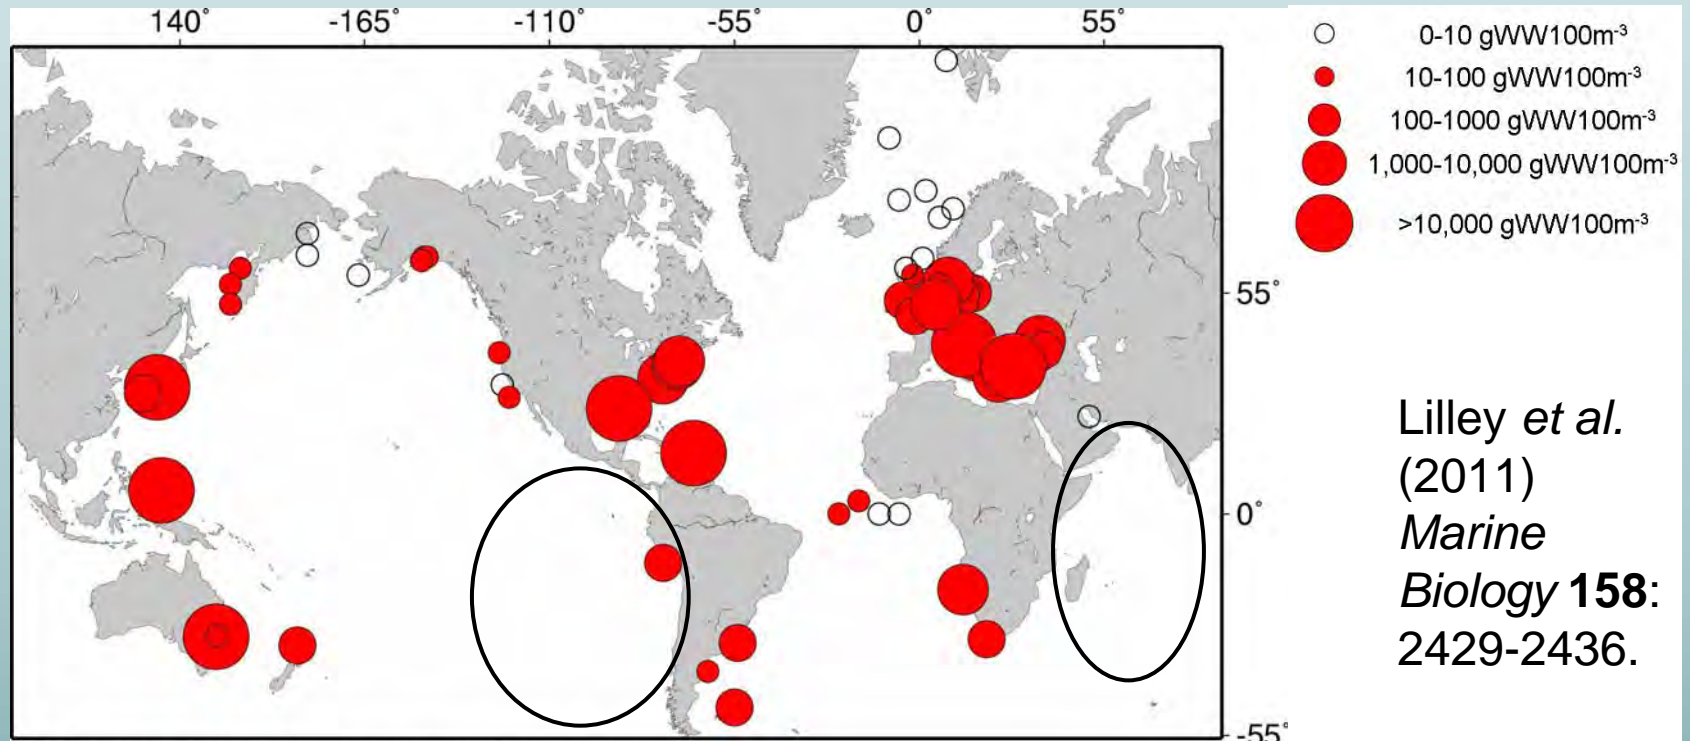 140˚ -165˚ -110˚ -55˚ 0˚ 55˚
0-10 gWW100m⁻³
10-100 gWW100m⁻³
100-1000 gWW100m⁻³
1,000-10,000 gWW100m⁻³
>10,000 gWW100m⁻³
55˚
0˚
-55˚
Lilley et al.
(2011)
Marine
Biology 158:
2429-2436.